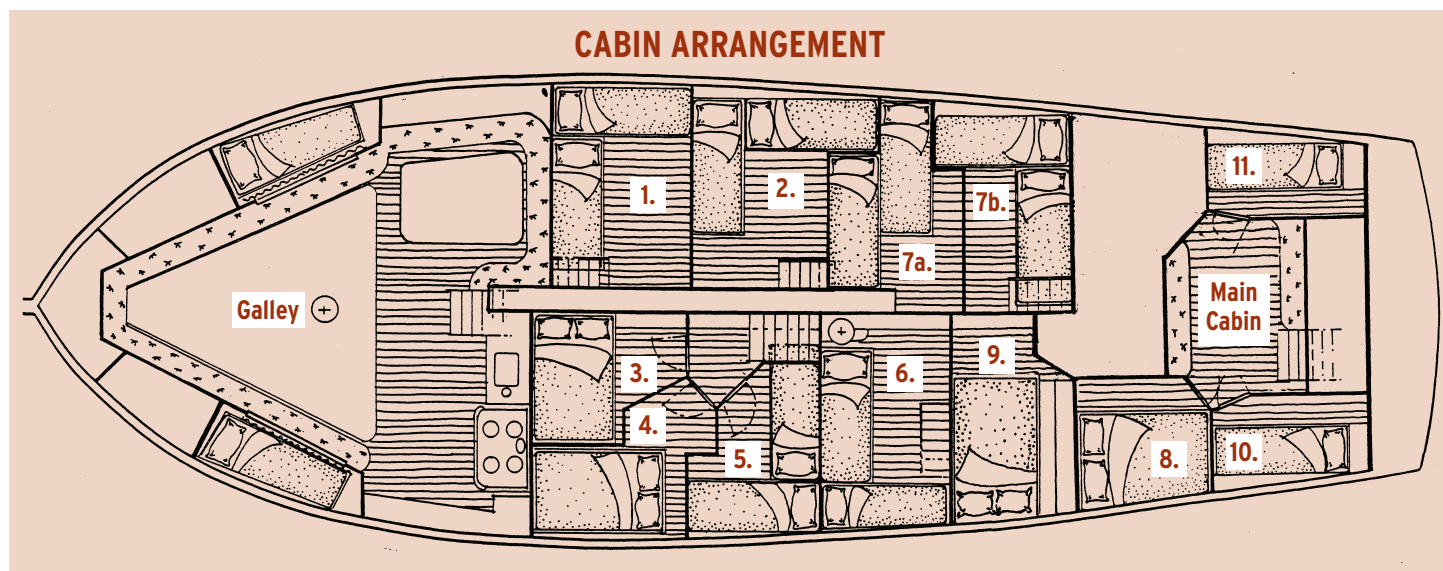 CABIN ARRANGEMENT
11.
1.
2.
7b.
7a.
Galley
Main
Cabin
3.
6.
9.
4.
5.
8.
10.